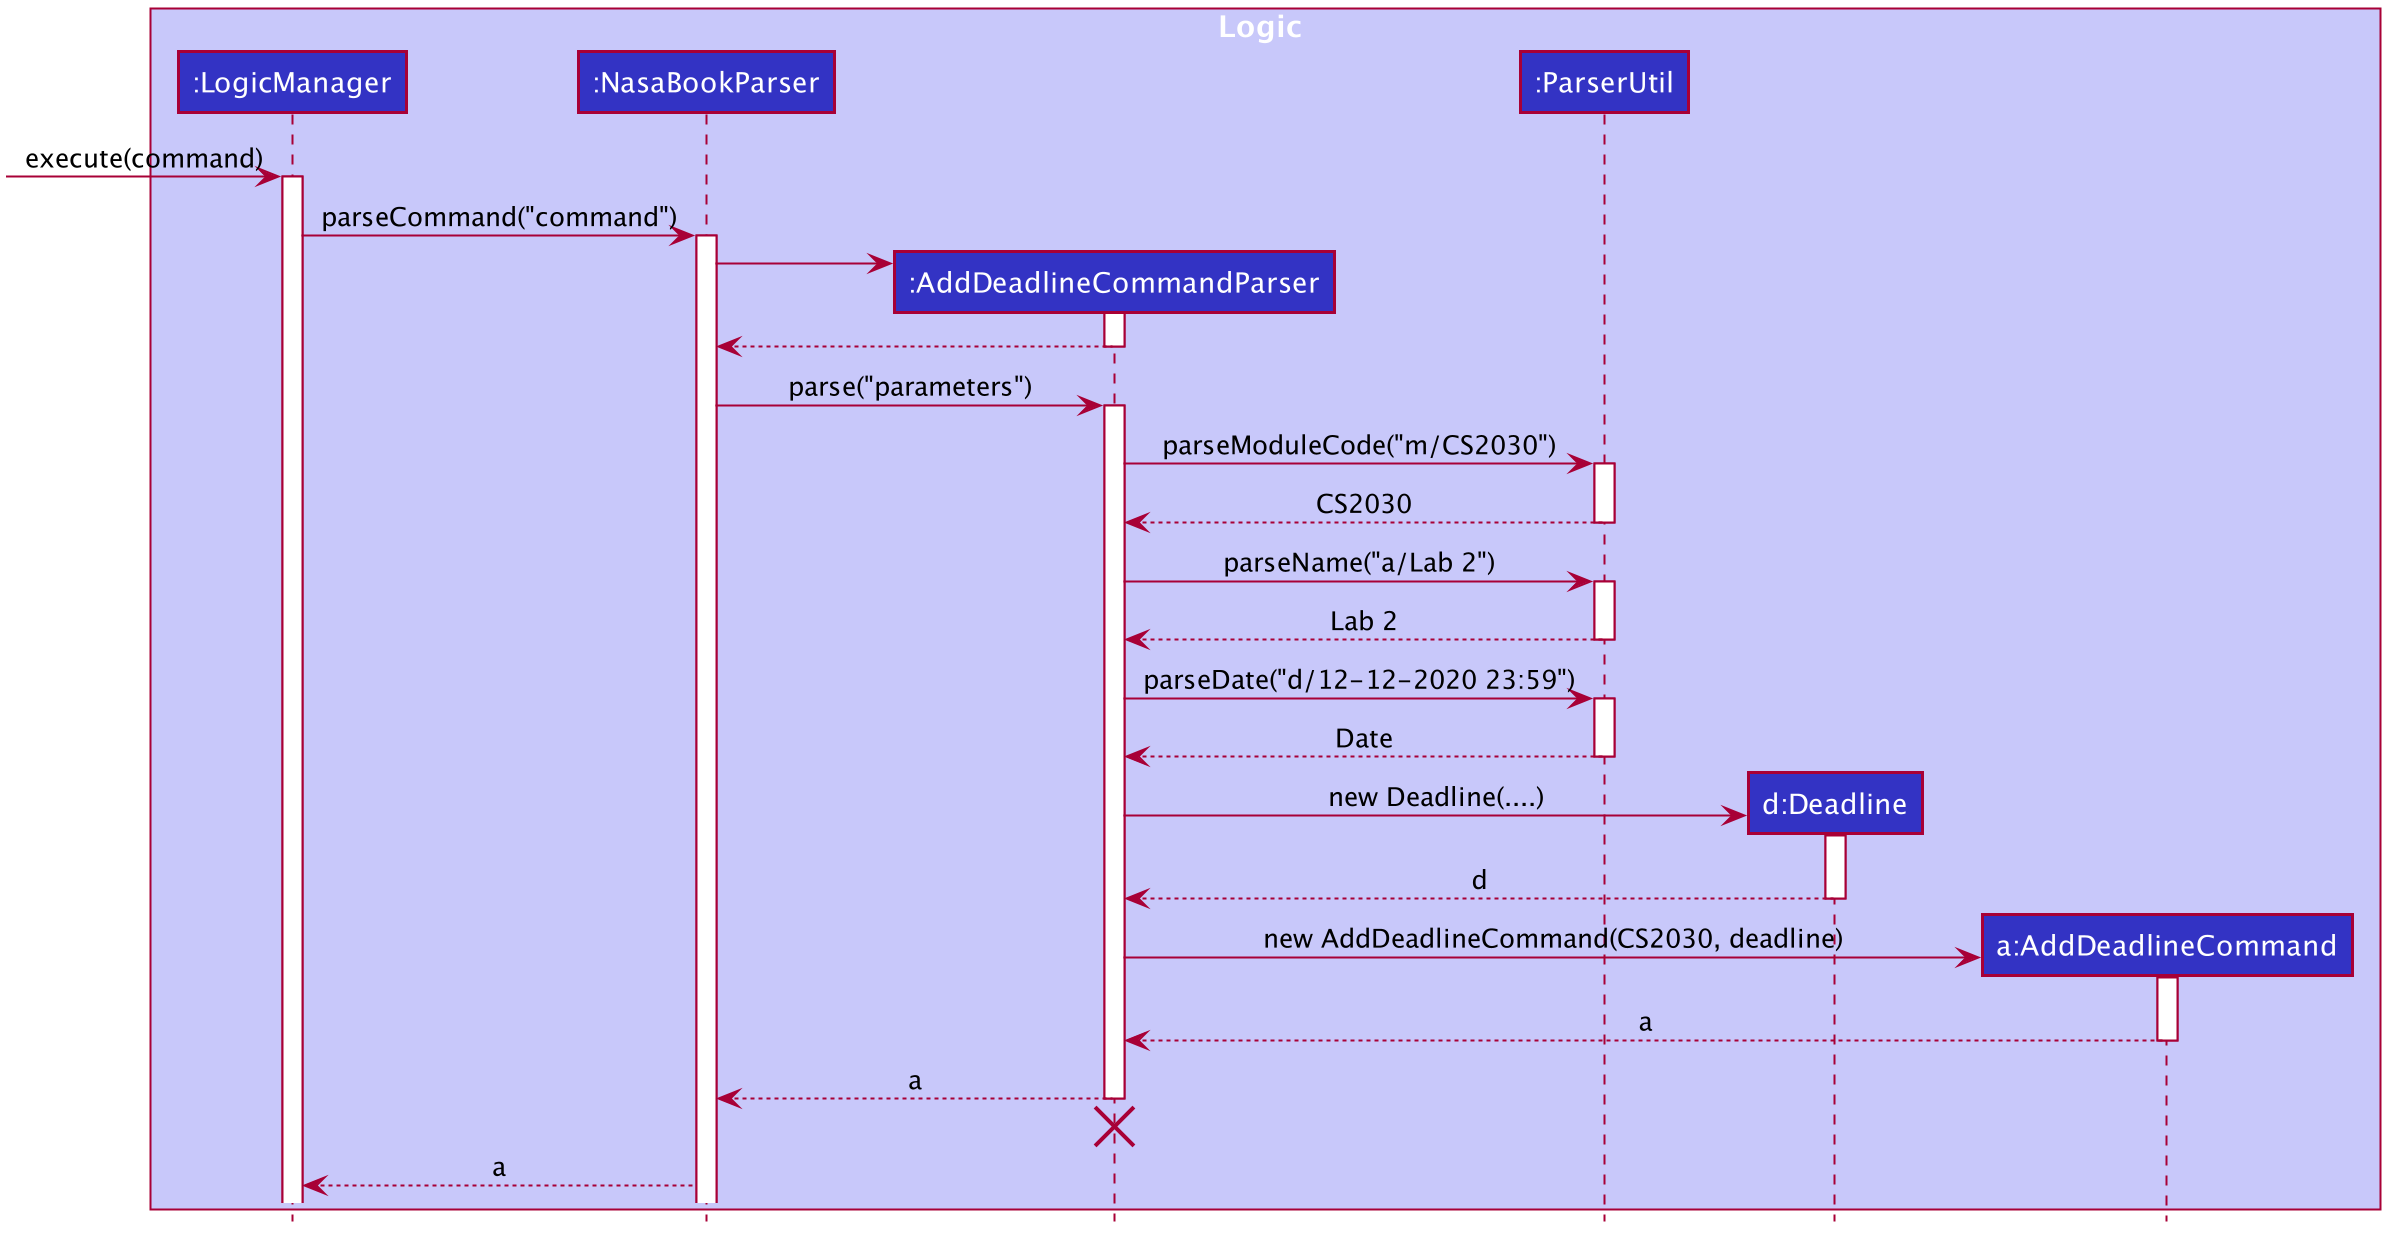 Logic
:LogicManager
:NasaBookParser
:ParserUtil
execute(command)
parseCommand("command")
:AddDeadlineCommandParser
parse("parameters")
parseModuleCode("m/CS2030")
CS2030
parseName("a/Lab 2")
Lab 2
parseDate("d/12-12-2020 23:59")
Date
new Deadline(....)
d:Deadline
d
new AddDeadlineCommand(CS2030, deadline)
a:AddDeadlineCommand
a
a
a